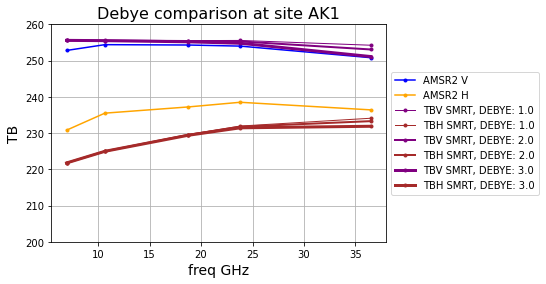 Debye comparison at site AK1
260
250
240
230
220
210
200
TB
10
15
20
25
30
35
freq GHz
AMSR2 V
AMSR2 H
TBV SMRT, DEBYE: 1.0
TBH SMRT, DEBYE: 1.0
TBV SMRT, DEBYE: 2.0
TBH SMRT, DEBYE: 2.0
TBV SMRT, DEBYE: 3.0
TBH SMRT, DEBYE: 3.0